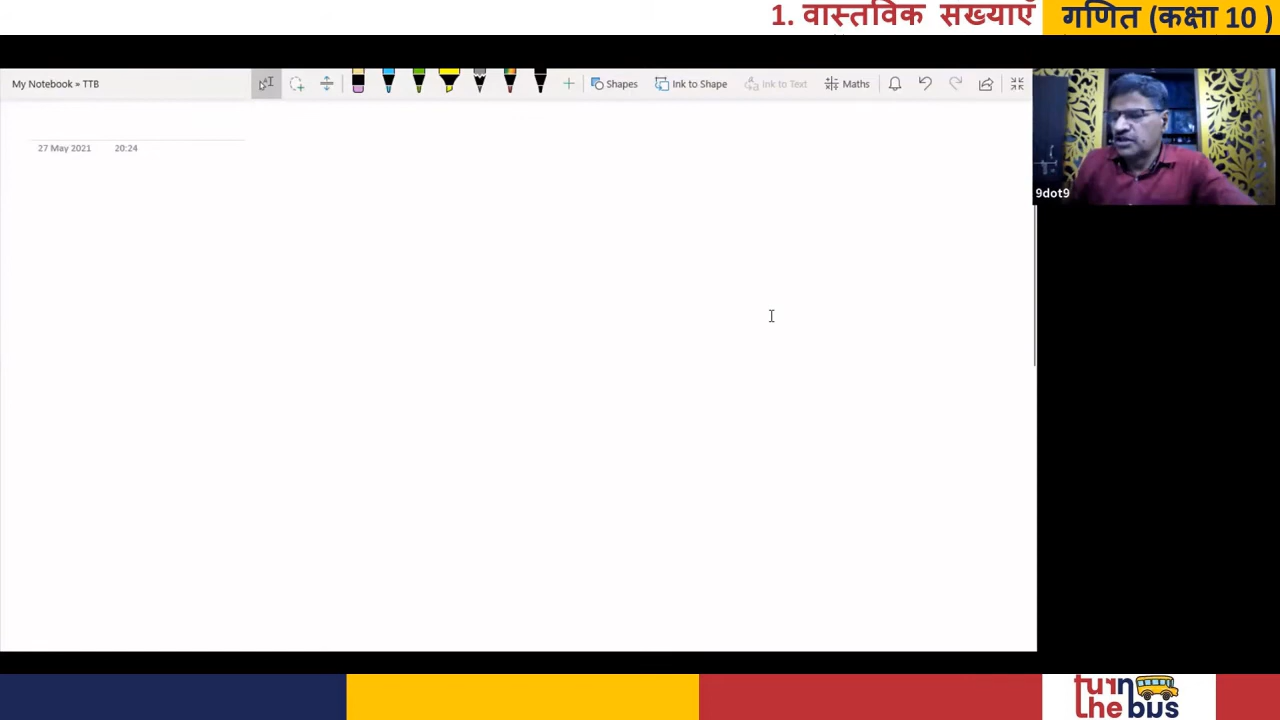 1. वास्तविक सख्याएँ
गणित (कक्षा 10 )
My Notebook » TTB
Shapes
Ink to Shape
Ink to Text
Maths
27 May 2021 20:24
9dot9
turn
the bus